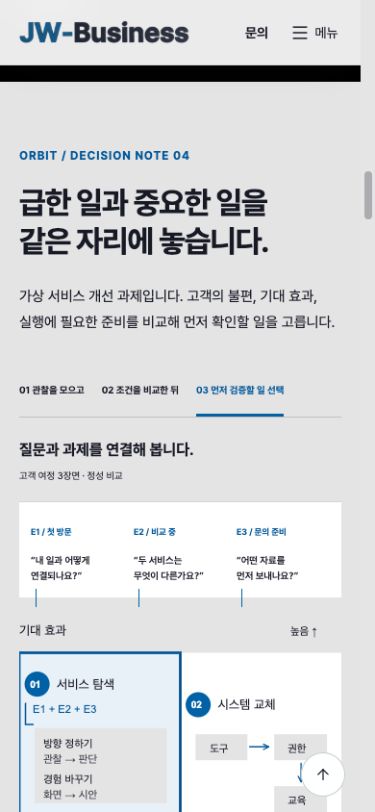 JW-Business
문의
메뉴
ORBIT / DECISION NOTE 04
급한 일과 중요한 일을
같은 자리에 놓습니다.
가상 서비스 개선 과제입니다. 고객의 불편, 기대 효과,
실행에 필요한 준비를 비교해 먼저 확인할 일을 고릅니다.
01 관찰을 모으고
02 조건을 비교한 뒤
03 먼저 검증할 일 선택
질문과 과제를 연결해 봅니다.
고객 여정 3장면 · 정성 비교
E1 / 첫 방문
“내 일과 어떻게
연결되나요?”
E2 / 비교 중
“두 서비스는
무엇이 다른가요?”
E3 / 문의 준비
“어떤 자료를
먼저 보내나요?”
기대 효과
높음 ↑
01 서비스 탐색
E1 + E2 + E3
방향 정하기
관찰 → 판단
경험 바꾸기
화면 → 시안
02 시스템 교체
도구 → 권한
↓
교육
↑